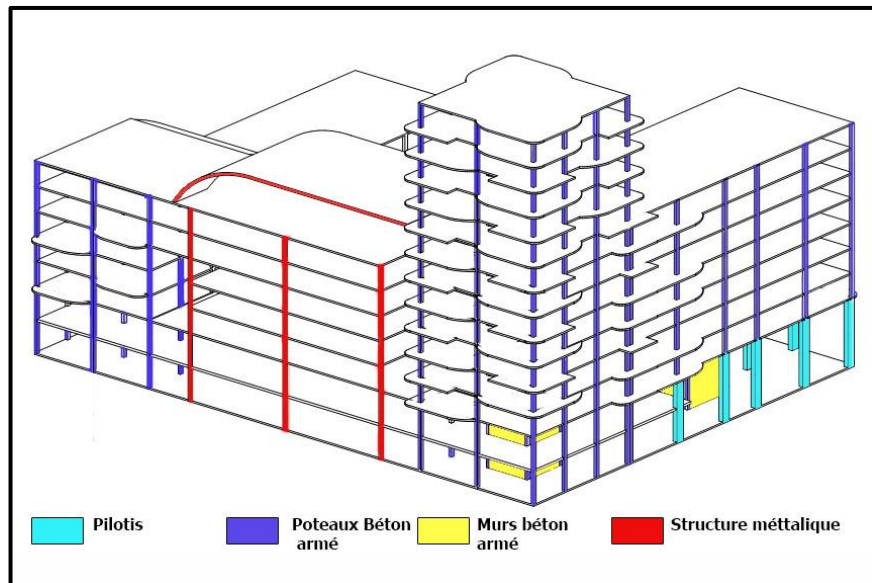 Pilotis
Poteaux Béton
armé
Murs béton
armé
Structure méttalique